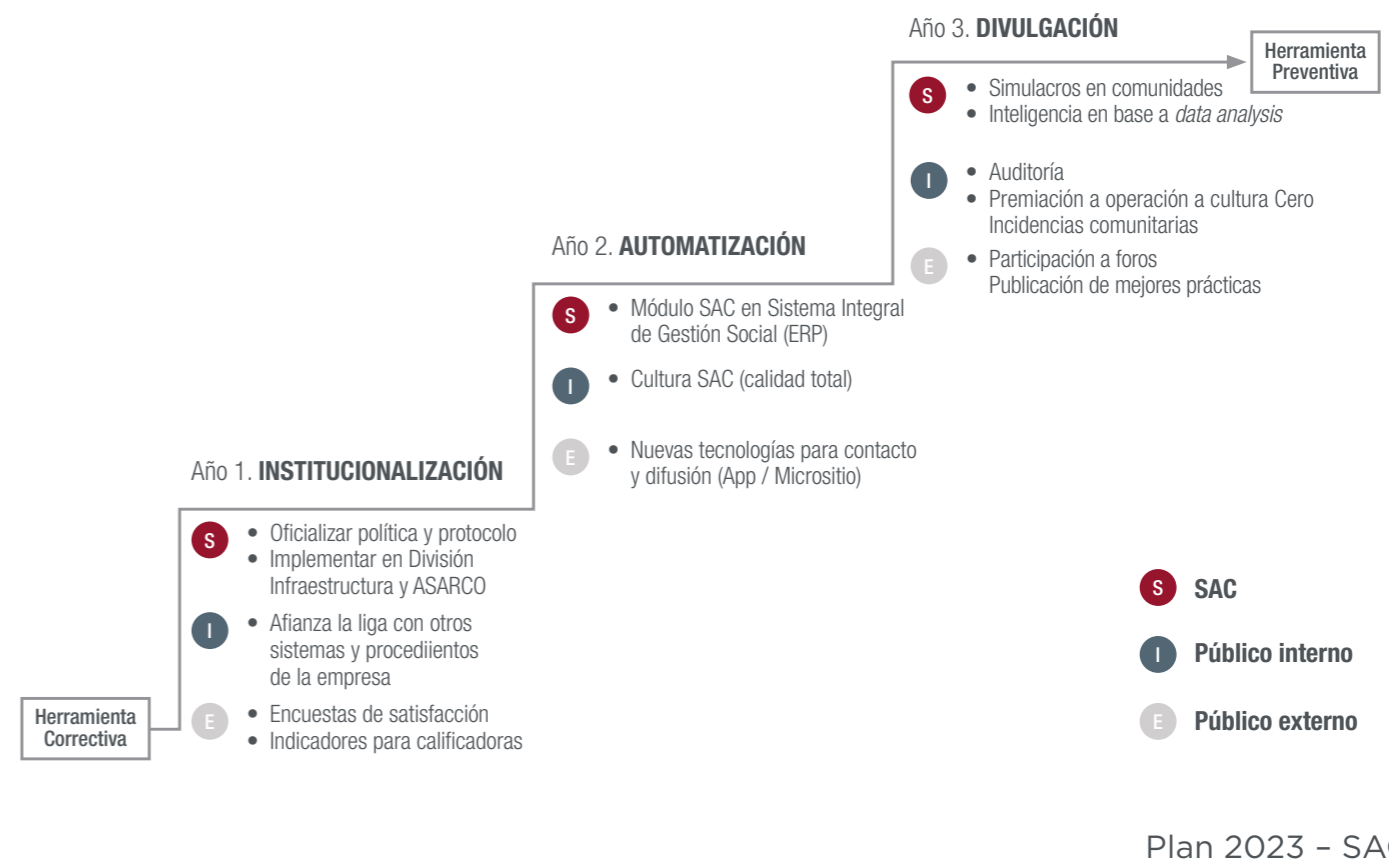 Año 3. DIVULGACIÓN
Herramienta
Preventiva
S
• Simulacros en comunidades
• Inteligencia en base a data analysis
I
• Auditoría
• Premiación a operación a cultura Cero
Incidencias comunitarias
E
• Participación a foros
Publicación de mejores prácticas
Año 2. AUTOMATIZACIÓN
S
• Módulo SAC en Sistema Integral
de Gestión Social (ERP)
I
• Cultura SAC (calidad total)
E
• Nuevas tecnologías para contacto
y difusión (App / Micrositio)
Año 1. INSTITUCIONALIZACIÓN
S
• Oficializar política y protocolo
• Implementar en División
Infraestructura y ASARCO
I
• Afianza la liga con otros
sistemas y procediientos
de la empresa
E
• Encuestas de satisfacción
• Indicadores para calificadoras
Herramienta
Correctiva
S SAC
I Público interno
E Público externo
Plan 2023 – SA